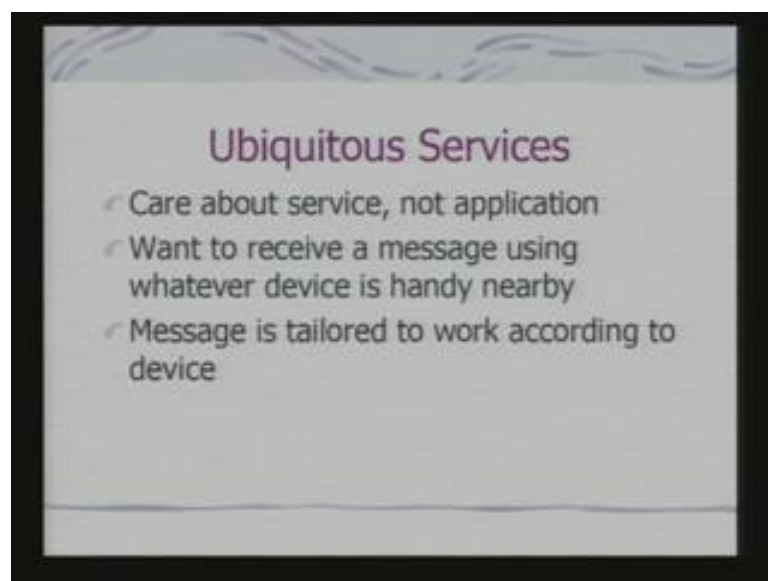 Ubiquitous Services
Care about service, not application
Want to receive a message using
whatever device is handy nearby
Message is tailored to work according to
device